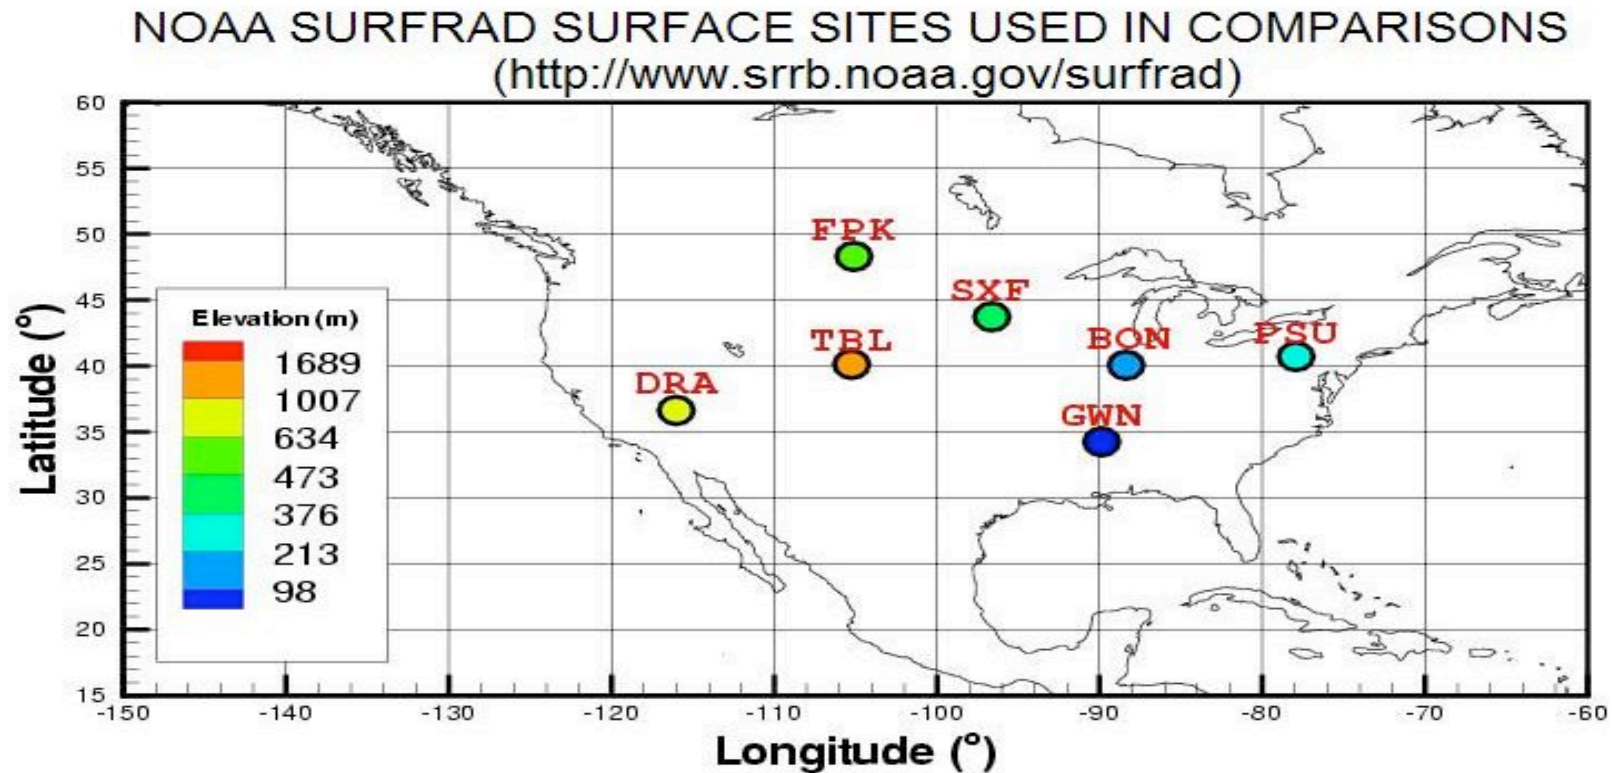 NOAA SURFRAD SURFACE SITES USED IN COMPARISONS
(http://www.srrb.noaa.gov/surfrad)
60
55
50
45
40
35
30
25
20
15
Latitude (°)
FPK
SXF
TBL
BON
PSU
DRA
GWN
Elevation (m)
1689
1007
634
473
376
213
98
-150 -140 -130 -120 -110 -100 -90 -80 -70 -60
Longitude (°)